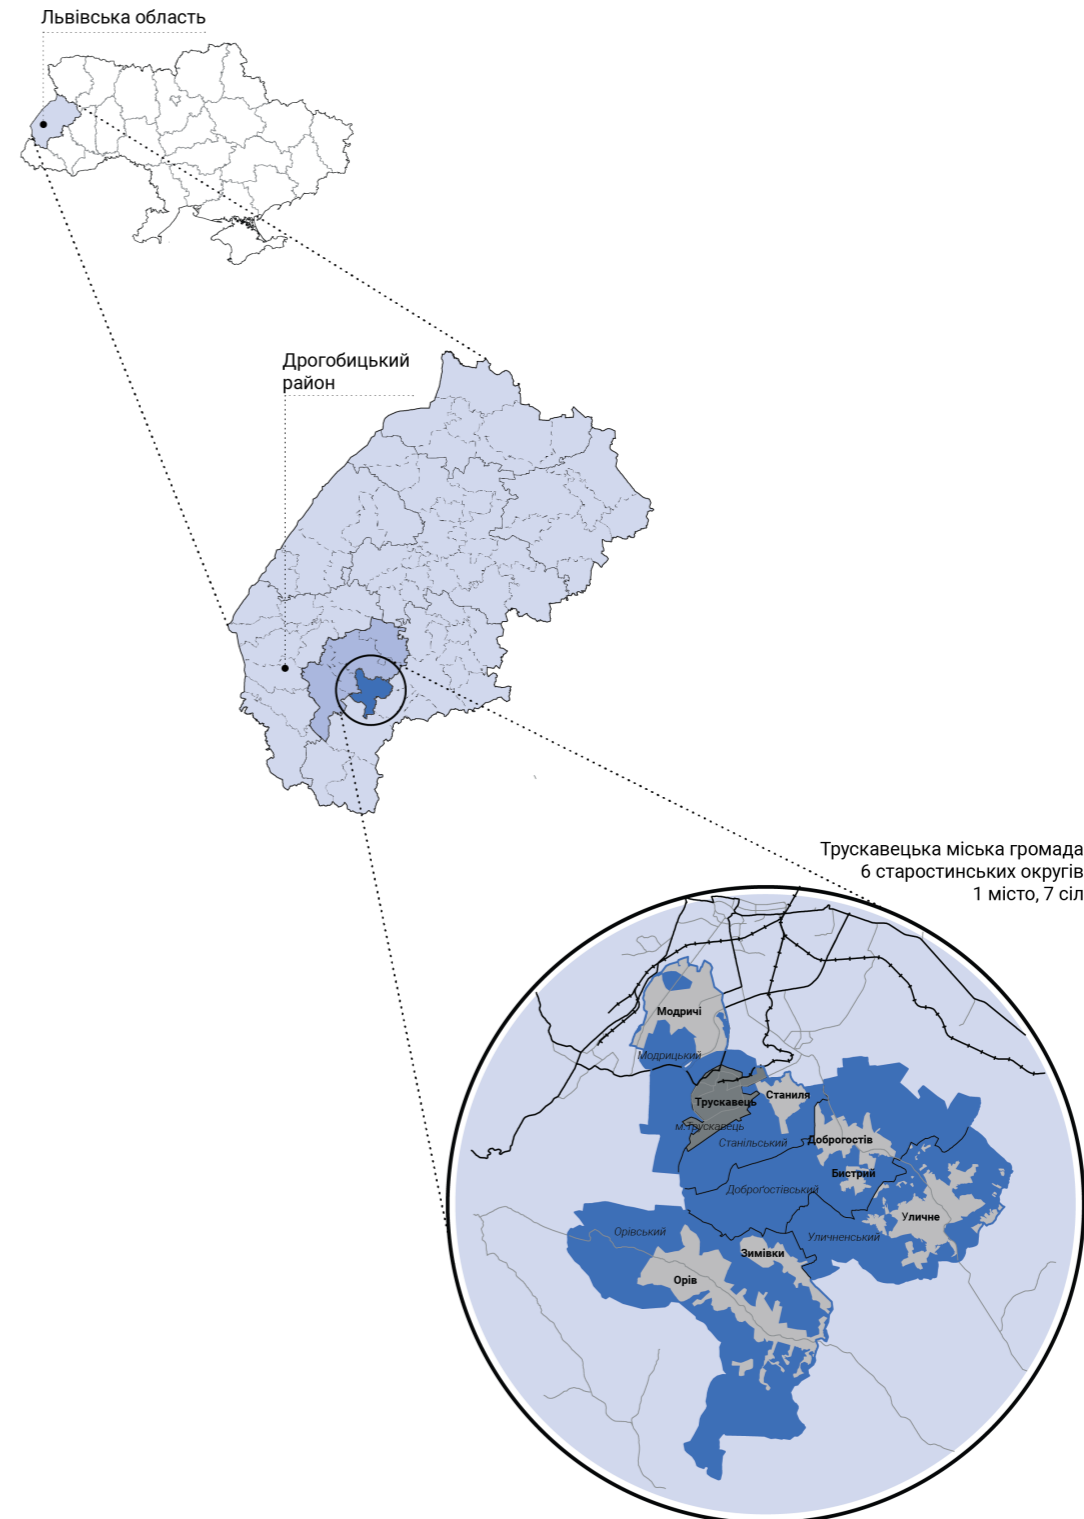 Львівська область
Дрогобицький
район
Трускавецька міська громада
6 старостинських округів
1 місто, 7 сіл
Модричі
Модрицький
Трускавець
Станиля
м.Трускавець
Станільський
Доброгостів
Бистрий
Доброгостівський
Уличне
Уличненський
Орівський
Зимівки
Орів